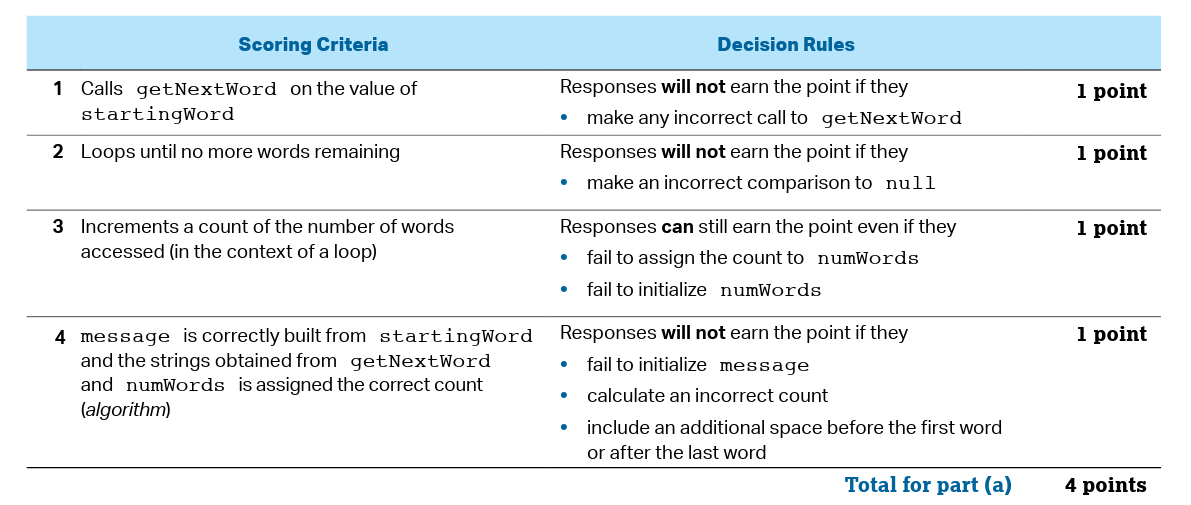 Scoring Criteria Decision Rules
1 Calls getNextWord on the value of
startingWord
Responses will not earn the point if they
• make any incorrect call to getNextWord
1 point
2 Loops until no more words remaining
Responses will not earn the point if they
• make an incorrect comparison to null
1 point
3 Increments a count of the number of words
accessed (in the context of a loop)
Responses can still earn the point even if they
• fail to assign the count to numWords
• fail to initialize numWords
1 point
4 message is correctly built from startingWord
and the strings obtained from getNextWord
and numWords is assigned the correct count
(algorithm)
Responses will not earn the point if they
• fail to initialize message
• calculate an incorrect count
• include an additional space before the first word
or after the last word
1 point
Total for part (a) 4 points